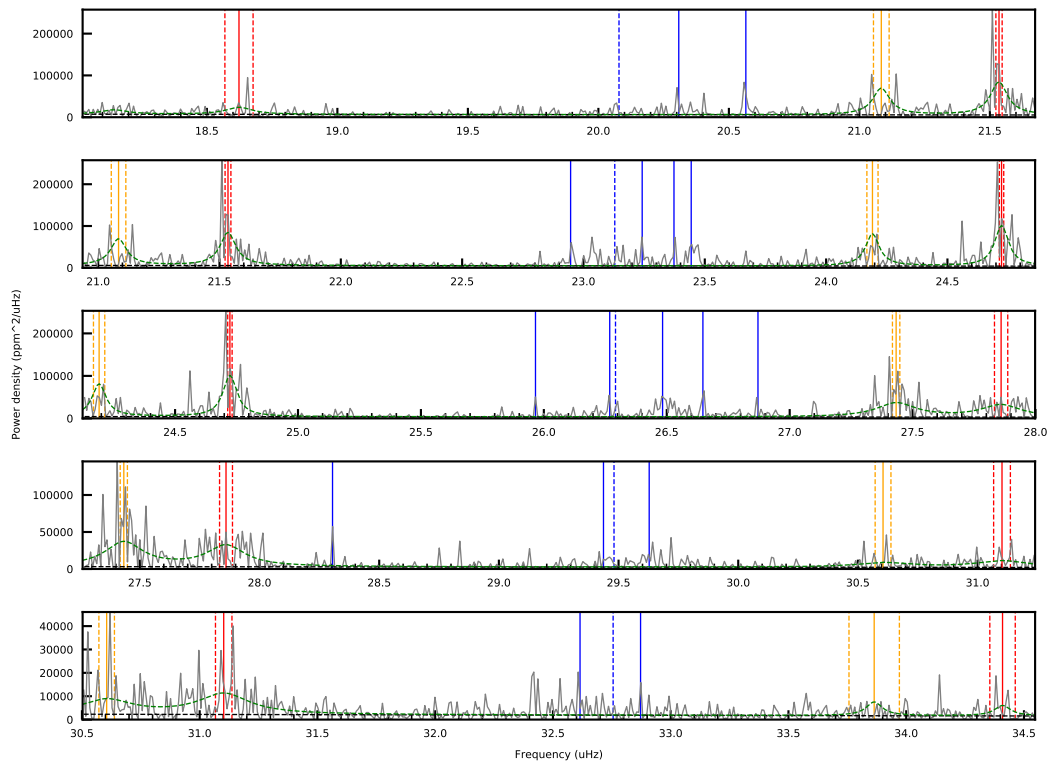 200000
100000
0
18.5 19.0 19.5 20.0 20.5 21.0 21.5
200000
100000
0
21.0 21.5 22.0 22.5 23.0 23.5 24.0 24.5
Power density (ppm^2/uHz)
200000
100000
0
24.5 25.0 25.5 26.0 26.5 27.0 27.5 28.0
100000
50000
0
27.5 28.0 28.5 29.0 29.5 30.0 30.5 31.0
40000
30000
20000
10000
0
30.5 31.0 31.5 32.0 32.5 33.0 33.5 34.0 34.5
Frequency (uHz)